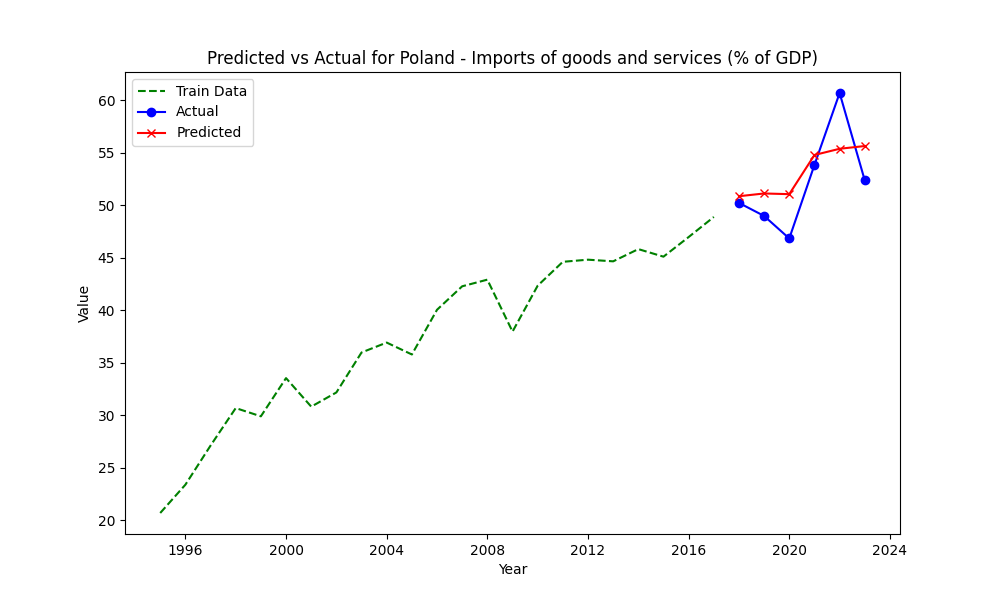 Predicted vs Actual for Poland - Imports of goods and services (% of GDP)
Train Data
Actual
Predicted
60
55
50
45
40
35
30
25
20
Value
1996 2000 2004 2008 2012 2016 2020 2024
Year